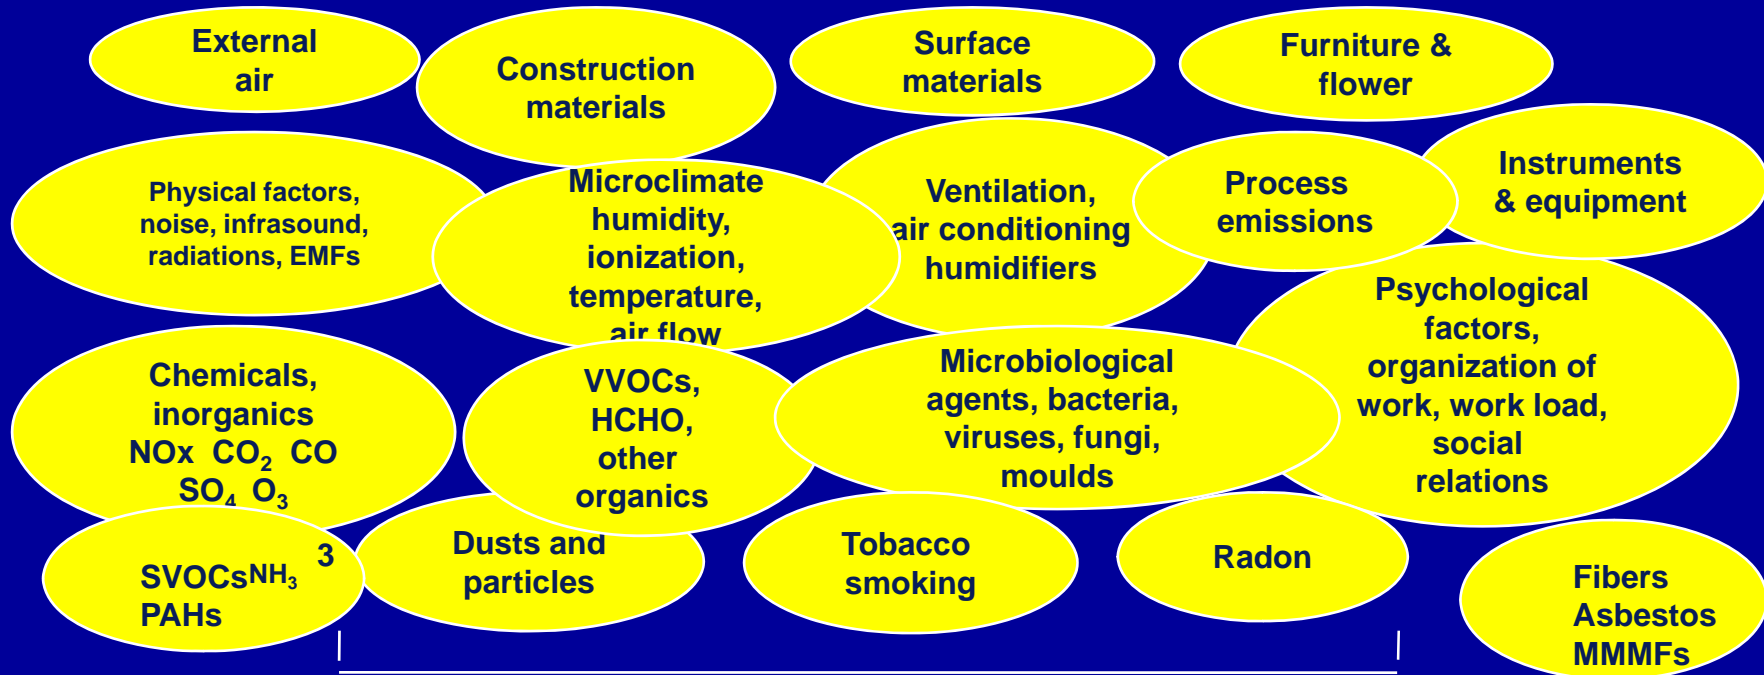 External
air
Construction
materials
Surface
materials
Furniture &
flower
Physical factors,
noise, infrasound,
radiations, EMFs
Microclimate
humidity,
ionization,
temperature,
air flow
Ventilation,
air conditioning
humidifiers
Process
emissions
Instruments
& equipment
Chemicals,
inorganics
NOx CO₂ CO
SO₄ O₃
VVOCs,
HCHO,
other
organics
Microbiological
agents, bacteria,
viruses, fungi,
moulds
Psychological
factors,
organization of
work, work load,
social
relations
3
SVOCsNH₃
PAHs
Dusts and
particles
Tobacco
smoking
Radon
Fibers
Asbestos
MMMFs